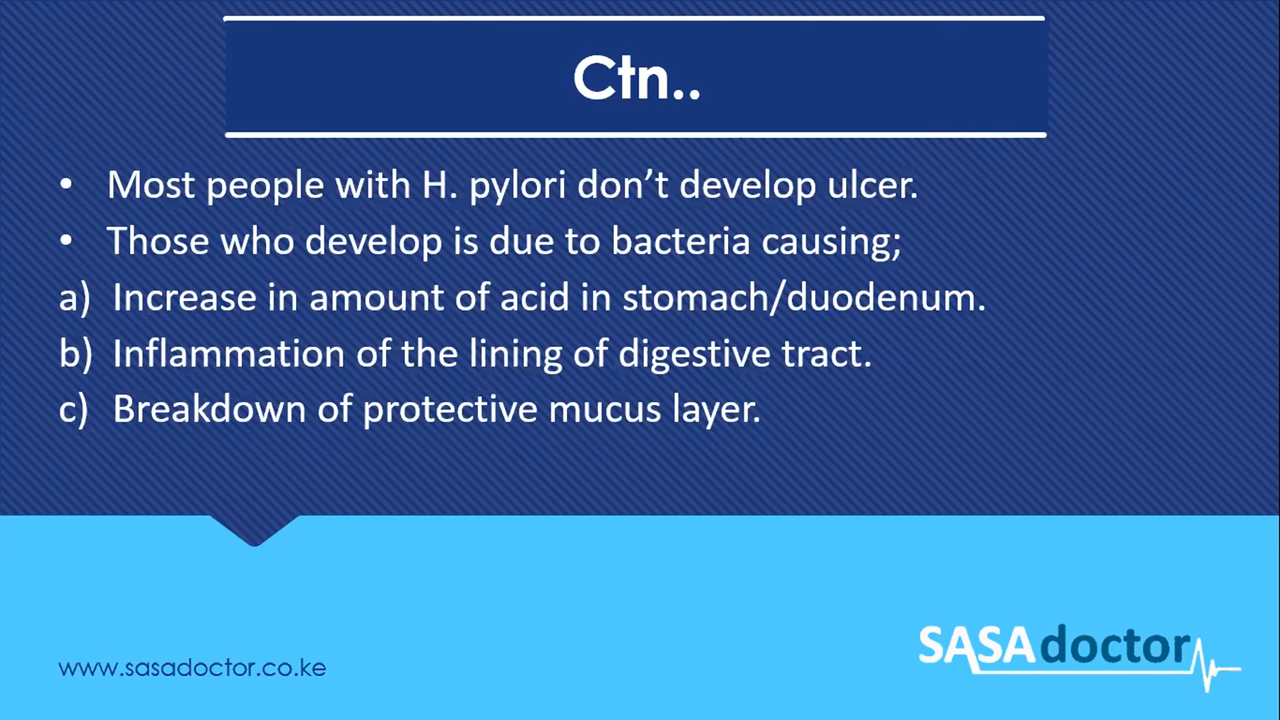 Ctn..
• Most people with H. pylori don’t develop ulcer.
• Those who develop is due to bacteria causing;
a) Increase in amount of acid in stomach/duodenum.
b) Inflammation of the lining of digestive tract.
c) Breakdown of protective mucus layer.
www.sasadoctor.co.ke
SASAdoctor